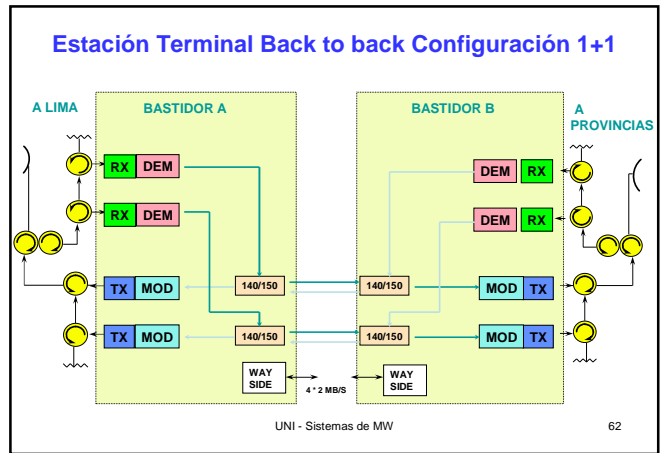 Estación Terminal Back to back Configuración 1+1
A LIMA
BASTIDOR A
BASTIDOR B
A
PROVINCIAS
RX DEM
DEM RX
RX DEM
DEM RX
TX MOD
140/150
140/150
MOD TX
TX MOD
140/150
140/150
MOD TX
WAY
SIDE
4 * 2 MB/S
WAY
SIDE
UNI - Sistemas de MW
62